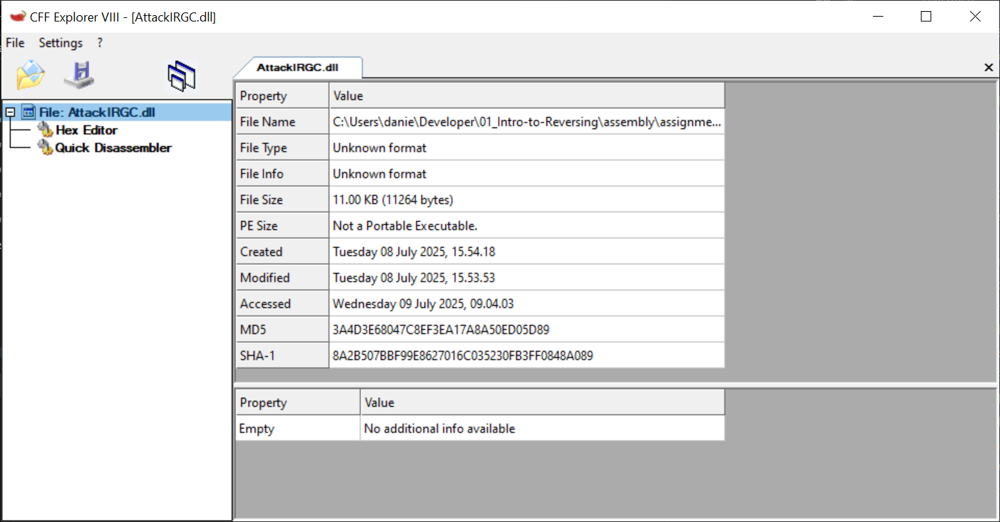 CFF Explorer VIII - [AttackIRGC.dll]
File Settings ?
AttackIRGC.dll
File: AttackIRGC.dll
Hex Editor
Quick Disassembler
Property Value
File Name C:\Users\danie\Developer\01_Intro-to-Reversing\assembly\assignme...
File Type Unknown format
File Info Unknown format
File Size 11.00 KB (11264 bytes)
PE Size Not a Portable Executable.
Created Tuesday 08 July 2025, 15.54.18
Modified Tuesday 08 July 2025, 15.53.53
Accessed Wednesday 09 July 2025, 09.04.03
MD5 3A4D3E68047C8EF3EA17A8A50ED05D89
SHA-1 8A2B507BBF99E8627016C035230FB3FF0848A089
Property Value
Empty No additional info available